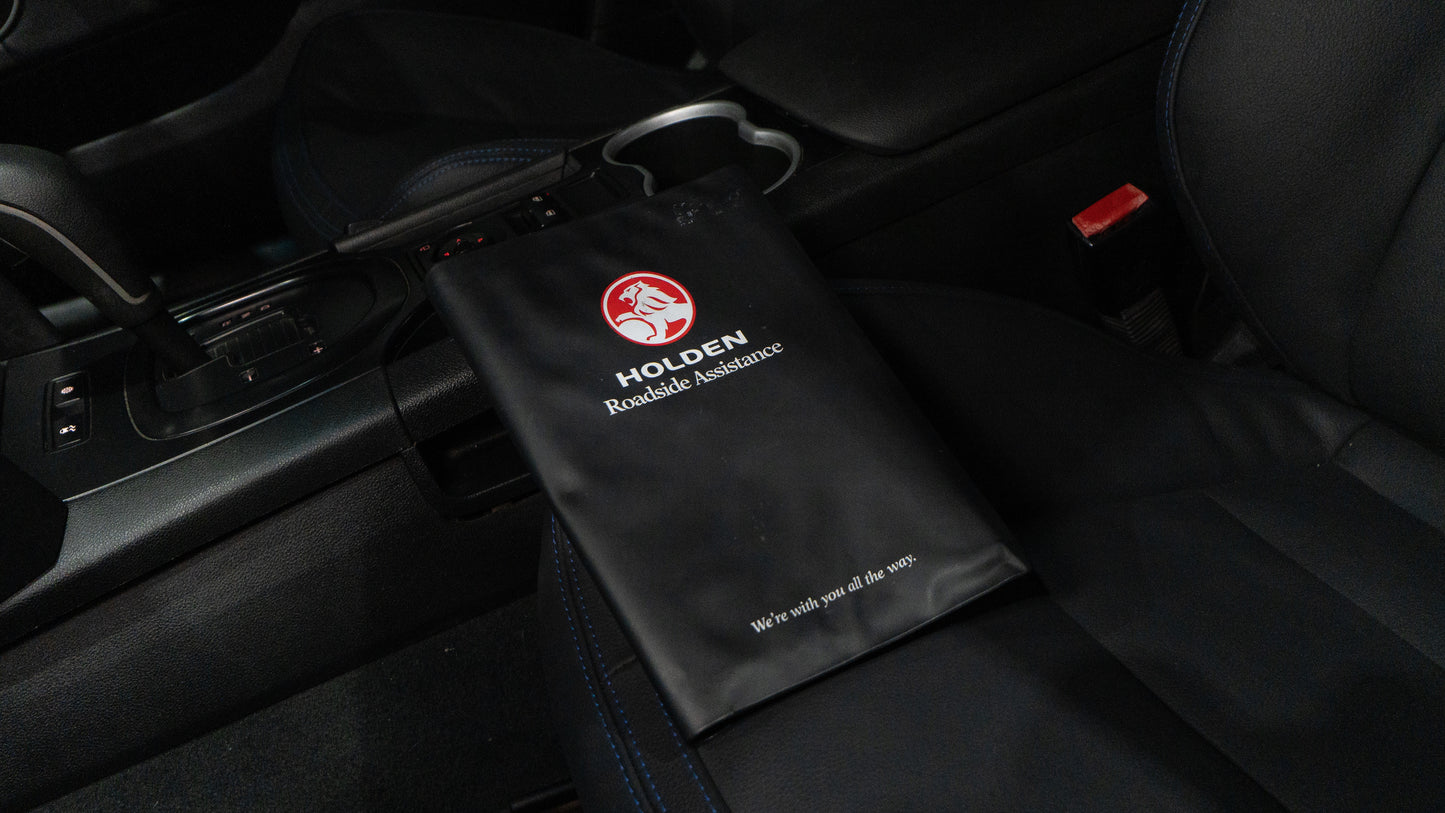 HOLDEN
Roadside Assistance
We're with you all the way.